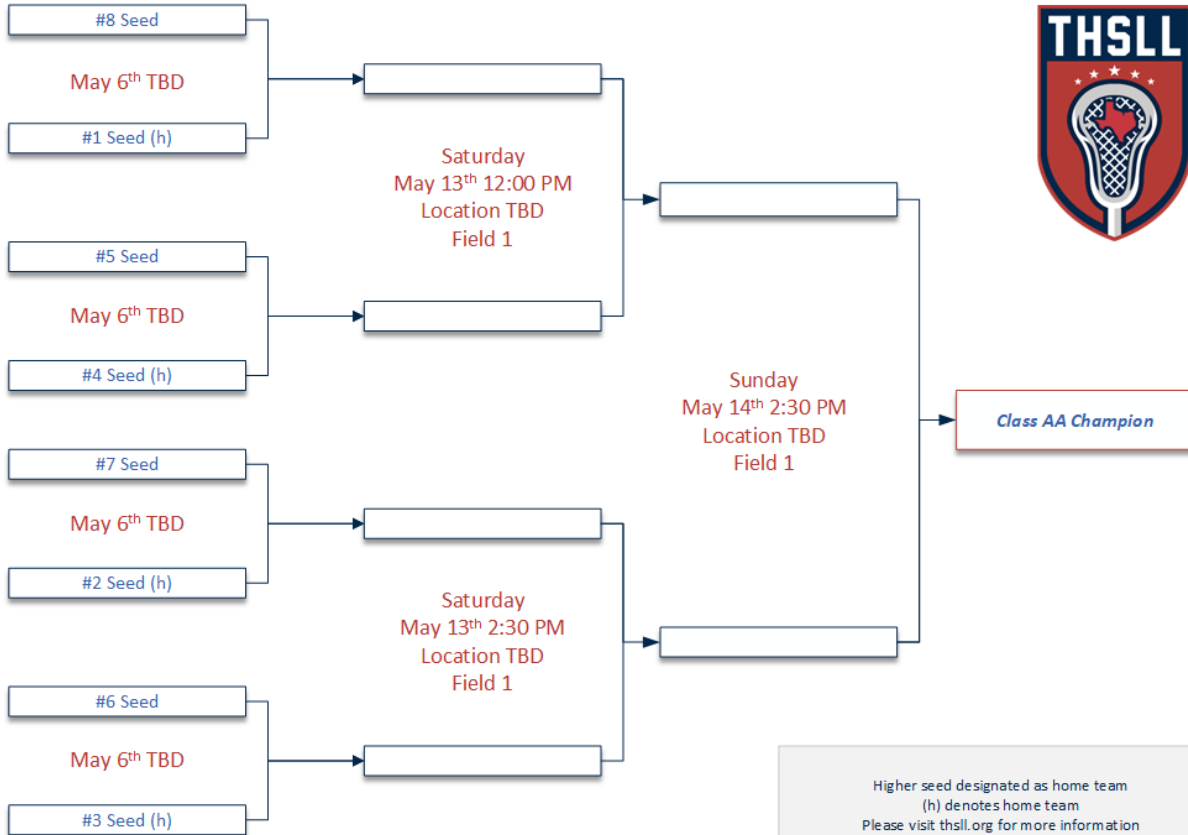 #8 Seed
May 6th TBD
#1 Seed (h)
THSLL
Saturday
May 13th 12:00 PM
Location TBD
Field 1
#5 Seed
May 6th TBD
#4 Seed (h)
Sunday
May 14th 2:30 PM
Location TBD
Field 1
Class AA Champion
#7 Seed
May 6th TBD
#2 Seed (h)
Saturday
May 13th 2:30 PM
Location TBD
Field 1
#6 Seed
May 6th TBD
#3 Seed (h)
Higher seed designated as home team
(h) denotes home team
Please visit thsll.org for more information